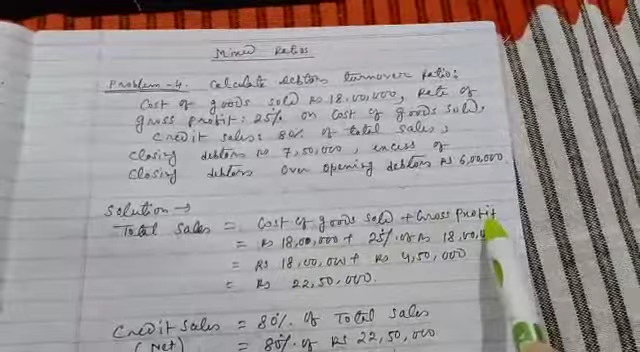 Mixed Ratios
Problem-4. Calculate debtors turnover ratio:
Cost of goods sold Rs 18,00,000, Rate of
gross profit: 25% on cost of goods sold,
Credit sales: 80% of total sales,
closing debtors Rs 7,50,000, excess of
closing debtors over opening debtors Rs 6,00,000.
Solution →
Total Sales = Cost of goods sold + Gross profit
= Rs 18,00,000 + 25% of Rs 18,00,0
= Rs 18,00,000 + Rs 4,50,000
= Rs 22,50,000.
Credit Sales = 80% of Total Sales
(Net) = 80% of Rs 22,50,000